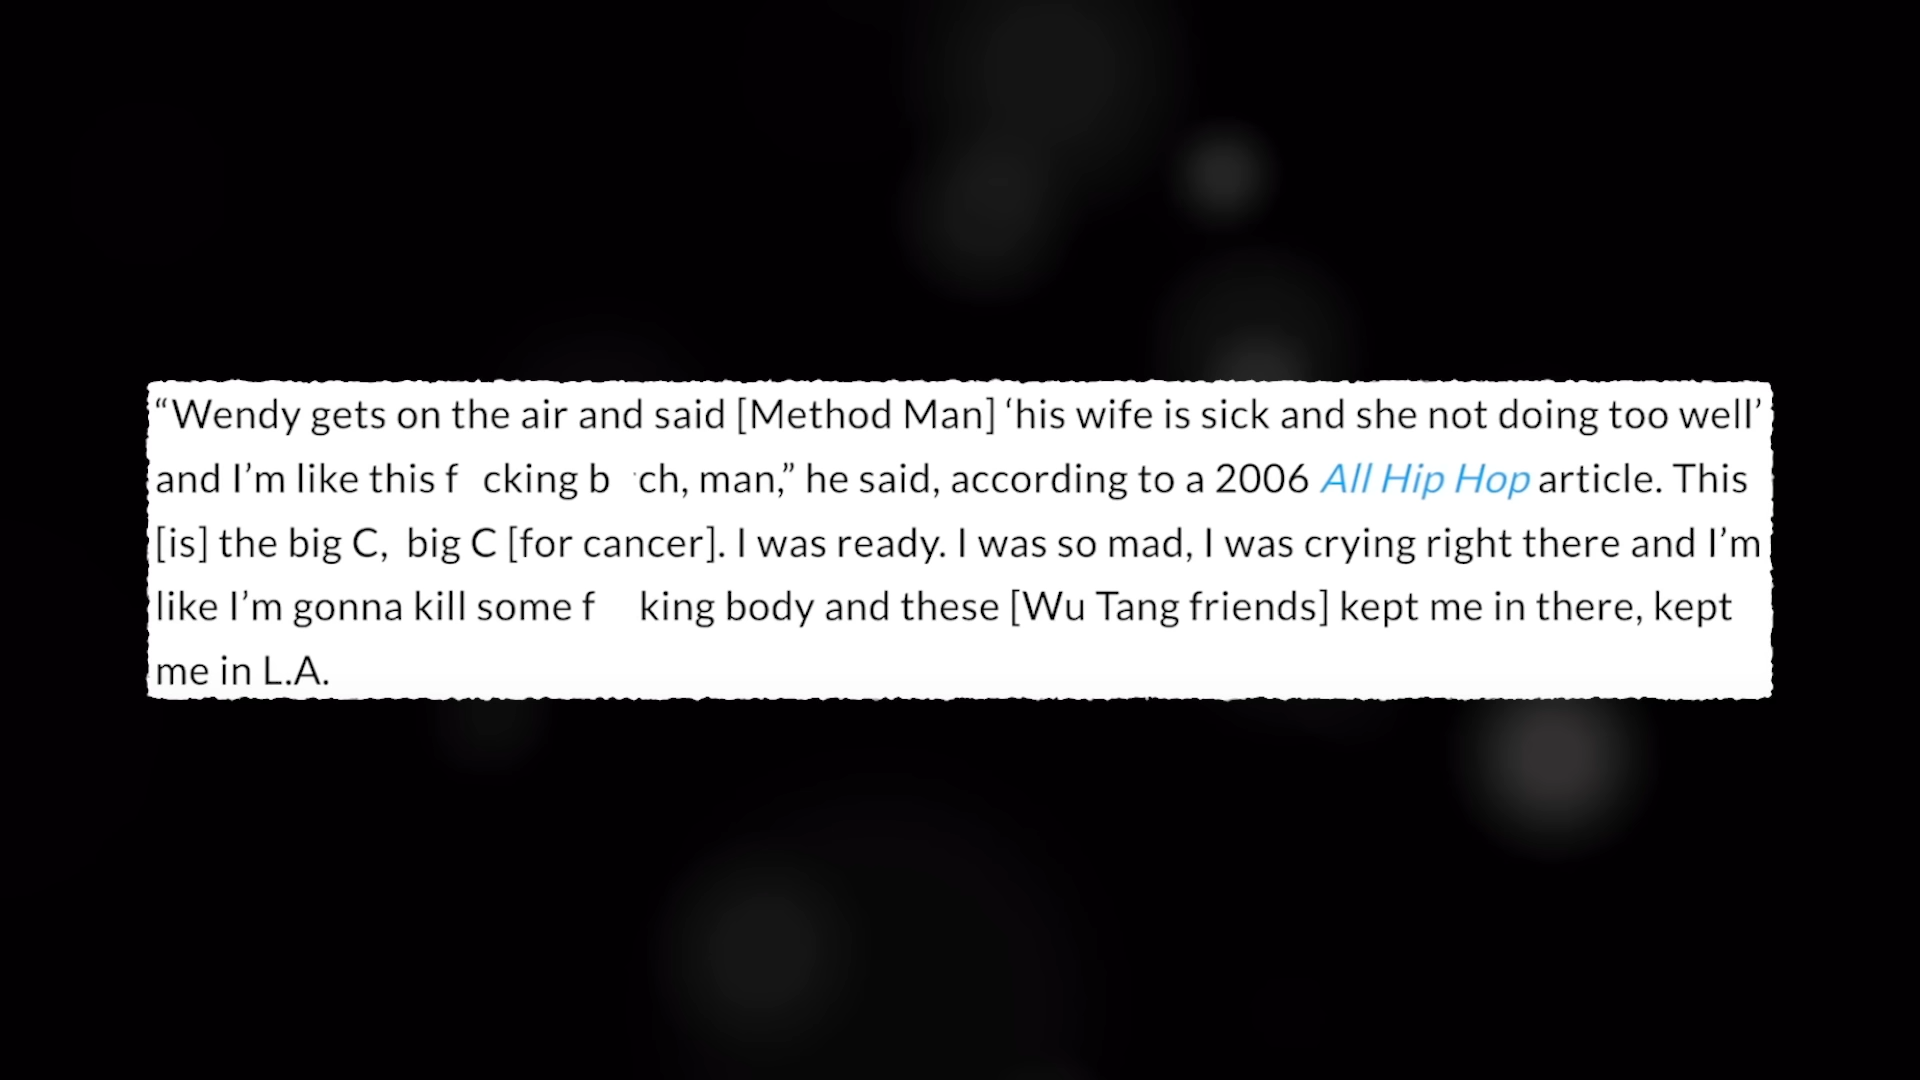 “Wendy gets on the air and said [Method Man] ‘his wife is sick and she not doing too well’
and I’m like this f cking b ch, man,” he said, according to a 2006 All Hip Hop article. This
[is] the big C, big C [for cancer]. I was ready. I was so mad, I was crying right there and I’m
like I’m gonna kill some f king body and these [Wu Tang friends] kept me in there, kept
me in L.A.